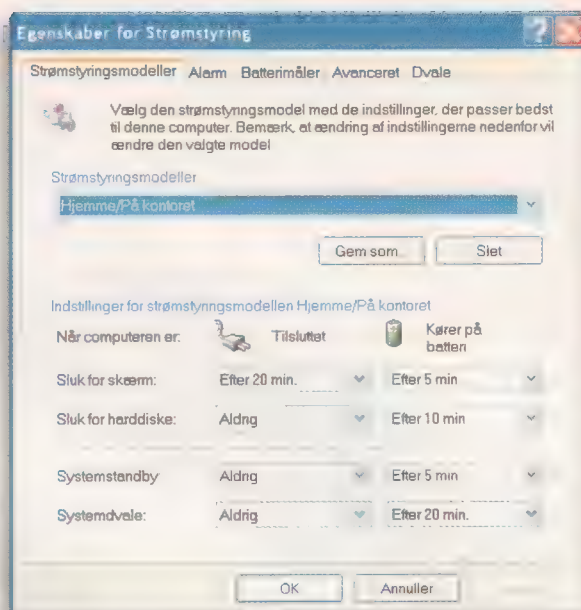 Egenskaber for Strømstyring
Strømstyringsmodeller Alarm Batterimåler Avanceret Dvale
Vælg den strømstyringsmodel med de indstillinger, der passer bedst
til denne computer. Bemærk, at ændring af indstillingerne nedenfor vil
ændre den valgte model
Strømstyringsmodeller
Hjemme/På kontoret
Gem som... Slet
Indstillinger for strømstyringsmodellen Hjemme/På kontoret
Når computeren er: Tilsluttet Kører på
batteri
Sluk for skærm: Efter 20 min. Efter 5 min
Sluk for harddiske: Aldrig Efter 10 min
Systemstandby Aldrig Efter 5 min
Systemdvale: Aldrig Efter 20 min.
OK Annuller